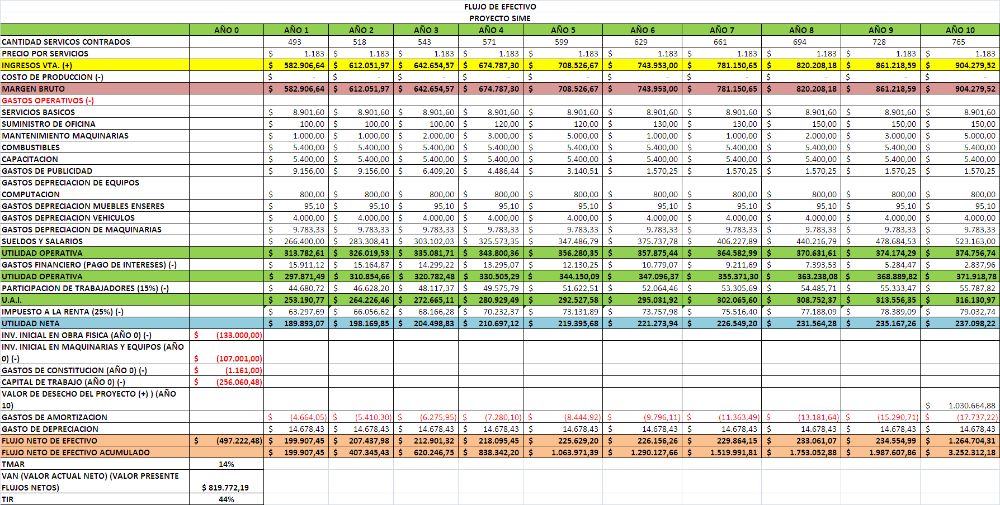 FLUJO DE EFECTIVO
PROYECTO SIME
AÑO 0 AÑO 1 AÑO 2 AÑO 3 AÑO 4 AÑO 5 AÑO 6 AÑO 7 AÑO 8 AÑO 9 AÑO 10
CANTIDAD SERVICOS CONTRADOS 493 518 543 571 599 629 661 694 728 765
PRECIO POR SERVICIOS $ 1.183 $ 1.183 $ 1.183 $ 1.183 $ 1.183 $ 1.183 $ 1.183 $ 1.183 $ 1.183 $ 1.183
INGRESOS VTA. (+) $ 582.906,64 $ 612.051,97 $ 642.654,57 $ 674.787,30 $ 708.526,67 $ 743.953,00 $ 781.150,65 $ 820.208,18 $ 861.218,59 $ 904.279,52
COSTO DE PRODUCCION (-) $ - $ - $ - $ - $ - $ - $ - $ - $ - $ -
MARGEN BRUTO $ 582.906,64 $ 612.051,97 $ 642.654,57 $ 674.787,30 $ 708.526,67 $ 743.953,00 $ 781.150,65 $ 820.208,18 $ 861.218,59 $ 904.279,52
GASTOS OPERATIVOS (-)
SERVICIOS BASICOS $ 8.901,60 $ 8.901,60 $ 8.901,60 $ 8.901,60 $ 8.901,60 $ 8.901,60 $ 8.901,60 $ 8.901,60 $ 8.901,60 $ 8.901,60
SUMINISTRO DE OFICINA $ 100,00 $ 100,00 $ 100,00 $ 120,00 $ 120,00 $ 130,00 $ 130,00 $ 150,00 $ 150,00 $ 150,00
MANTENIMIENTO MAQUINARIAS $ 1.000,00 $ 1.000,00 $ 2.000,00 $ 3.000,00 $ 5.000,00 $ 1.000,00 $ 1.000,00 $ 2.000,00 $ 3.000,00 $ 5.000,00
COMBUSTIBLES $ 5.400,00 $ 5.400,00 $ 5.400,00 $ 5.400,00 $ 5.400,00 $ 5.400,00 $ 5.400,00 $ 5.400,00 $ 5.400,00 $ 5.400,00
CAPACITACION $ 5.400,00 $ 5.400,00 $ 5.400,00 $ 5.400,00 $ 5.400,00 $ 5.400,00 $ 5.400,00 $ 5.400,00 $ 5.400,00 $ 5.400,00
GASTOS DE PUBLICIDAD $ 9.156,00 $ 9.156,00 $ 6.409,20 $ 4.486,44 $ 3.140,51 $ 1.570,25 $ 1.570,25 $ 1.570,25 $ 1.570,25 $ 1.570,25
GASTOS DEPRECIACION DE EQUIPOS
COMPUTACION $ 800,00 $ 800,00 $ 800,00 $ 800,00 $ 800,00 $ 800,00 $ 800,00 $ 800,00 $ 800,00 $ 800,00
GASTOS DEPRECIACION MUEBLES ENSERES $ 95,10 $ 95,10 $ 95,10 $ 95,10 $ 95,10 $ 95,10 $ 95,10 $ 95,10 $ 95,10 $ 95,10
GASTOS DEPRECIACION VEHICULOS $ 4.000,00 $ 4.000,00 $ 4.000,00 $ 4.000,00 $ 4.000,00 $ 4.000,00 $ 4.000,00 $ 4.000,00 $ 4.000,00 $ 4.000,00
GASTOS DEPRECIACION DE MAQUINARIAS $ 9.783,33 $ 9.783,33 $ 9.783,33 $ 9.783,33 $ 9.783,33 $ 9.783,33 $ 9.783,33 $ 9.783,33 $ 9.783,33 $ 9.783,33
SUELDOS Y SALARIOS $ 266.400,00 $ 283.308,41 $ 303.102,03 $ 325.573,35 $ 347.486,79 $ 375.737,78 $ 406.227,89 $ 440.216,79 $ 478.684,53 $ 523.163,00
UTILIDAD OPERATIVA $ 313.782,61 $ 326.019,53 $ 335.081,71 $ 343.800,36 $ 356.280,35 $ 357.875,44 $ 364.582,99 $ 370.631,61 $ 374.174,29 $ 374.756,74
GASTOS FINANCIERO (PAGO DE INTERESES) (-) $ 15.911,12 $ 15.164,87 $ 14.299,22 $ 13.295,07 $ 12.130,25 $ 10.779,07 $ 9.211,69 $ 7.393,53 $ 5.284,47 $ 2.837,96
UTILIDAD OPERATIVA $ 297.871,49 $ 310.854,66 $ 320.782,48 $ 330.505,29 $ 344.150,09 $ 347.096,37 $ 355.371,30 $ 363.238,08 $ 368.889,82 $ 371.918,78
PARTICIPACION DE TRABAJADORES (15%) (-) $ 44.680,72 $ 46.628,20 $ 48.117,37 $ 49.575,79 $ 51.622,51 $ 52.064,46 $ 53.305,69 $ 54.485,71 $ 55.333,47 $ 55.787,82
U.A.I. $ 253.190,77 $ 264.226,46 $ 272.665,11 $ 280.929,49 $ 292.527,58 $ 295.031,92 $ 302.065,60 $ 308.752,37 $ 313.556,35 $ 316.130,97
IMPUESTO A LA RENTA (25%) (-) $ 63.297,69 $ 66.056,62 $ 68.166,28 $ 70.232,37 $ 73.131,89 $ 73.757,98 $ 75.516,40 $ 77.188,09 $ 78.389,09 $ 79.032,74
UTILIDAD NETA $ 189.893,07 $ 198.169,85 $ 204.498,83 $ 210.697,12 $ 219.395,68 $ 221.273,94 $ 226.549,20 $ 231.564,28 $ 235.167,26 $ 237.098,22
INV. INICIAL EN OBRA FISICA (AÑO 0) (-) $ (133.000,00)
INV. INICIAL EN MAQUINARIAS Y EQUIPOS (AÑO
0) (-) $ (107.001,00)
GASTOS DE CONSTITUCION (AÑO 0) (-) $ (1.161,00)
CAPITAL DE TRABAJO (AÑO 0) (-) $ (256.060,48)
VALOR DE DESECHO DEL PROYECTO (+) ) (AÑO
10) $ 1.030.664,88
GASTOS DE AMORTIZACION $ (4.664,05) $ (5.410,30) $ (6.275,95) $ (7.280,10) $ (8.444,92) $ (9.796,11) $ (11.363,49) $ (13.181,64) $ (15.290,71) $ (17.737,22)
GASTO DE DEPRECIACION $ 14.678,43 $ 14.678,43 $ 14.678,43 $ 14.678,43 $ 14.678,43 $ 14.678,43 $ 14.678,43 $ 14.678,43 $ 14.678,43 $ 14.678,43
FLUJO NETO DE EFECTIVO $ (497.222,48) $ 199.907,45 $ 207.437,98 $ 212.901,32 $ 218.095,45 $ 225.629,20 $ 226.156,26 $ 229.864,15 $ 233.061,07 $ 234.554,99 $ 1.264.704,31
FLUJO NETO DE EFECTIVO ACUMULADO $ 199.907,45 $ 407.345,43 $ 620.246,75 $ 838.342,20 $ 1.063.971,39 $ 1.290.127,66 $ 1.519.991,81 $ 1.753.052,88 $ 1.987.607,86 $ 3.252.312,18
TMAR 14%
VAN (VALOR ACTUAL NETO) (VALOR PRESENTE
FLUJOS NETOS) $ 819.772,19
TIR 44%